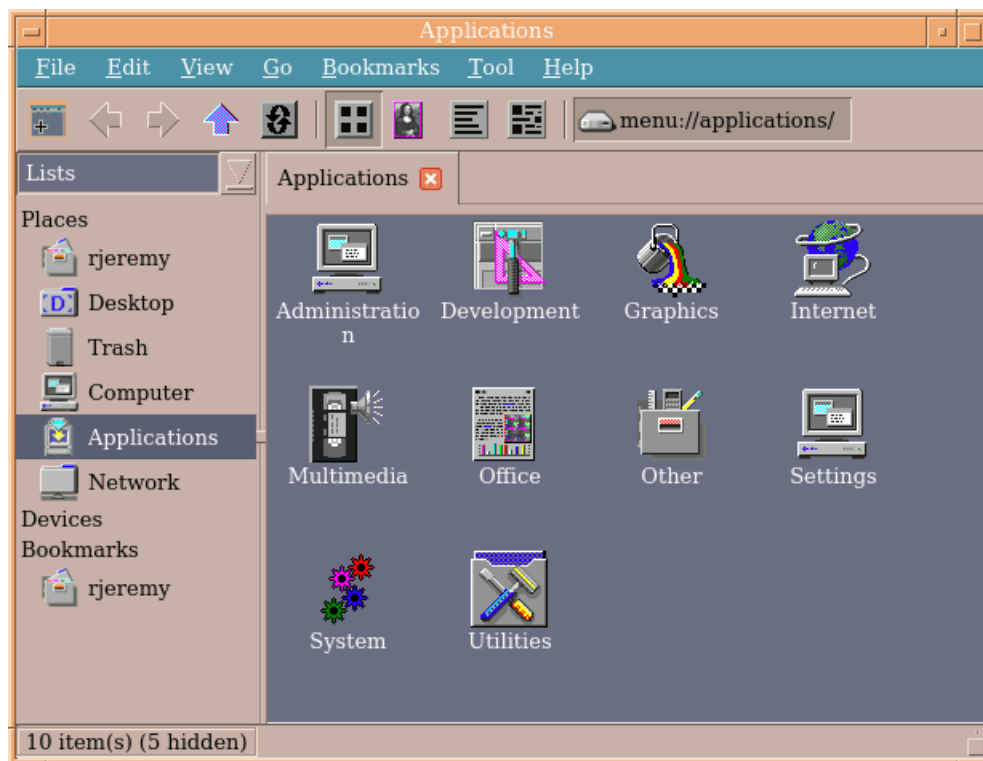 Applications
File Edit View Go Bookmarks Tool Help
menu://applications/
Lists
Applications
Places
rjeremy
[D] Desktop
Trash
Computer
Applications
Network
Devices
Bookmarks
rjeremy
Administratio
n
Development
Graphics
Internet
Multimedia
Office
Other
Settings
System
Utilities
10 item(s) (5 hidden)